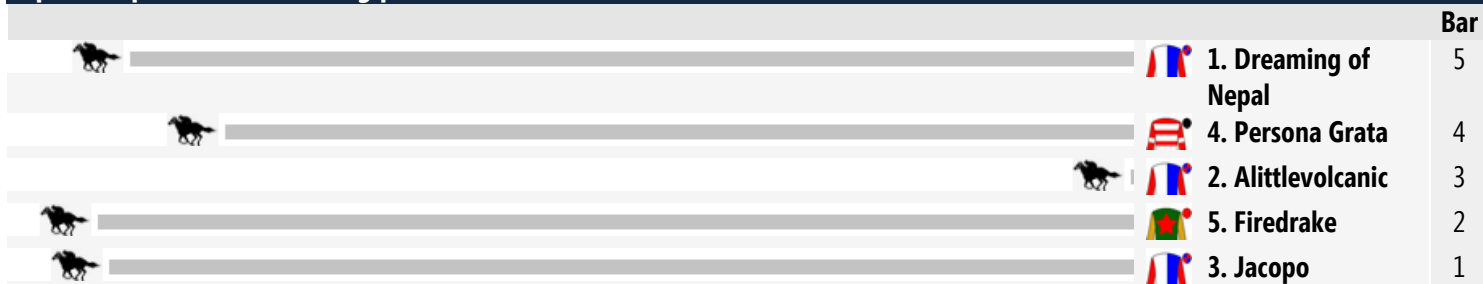 Bar
1. Dreaming of 5
Nepal
4. Persona Grata 4
2. Alittlevolcanic 3
5. Firedrake 2
3. Jacopo 1